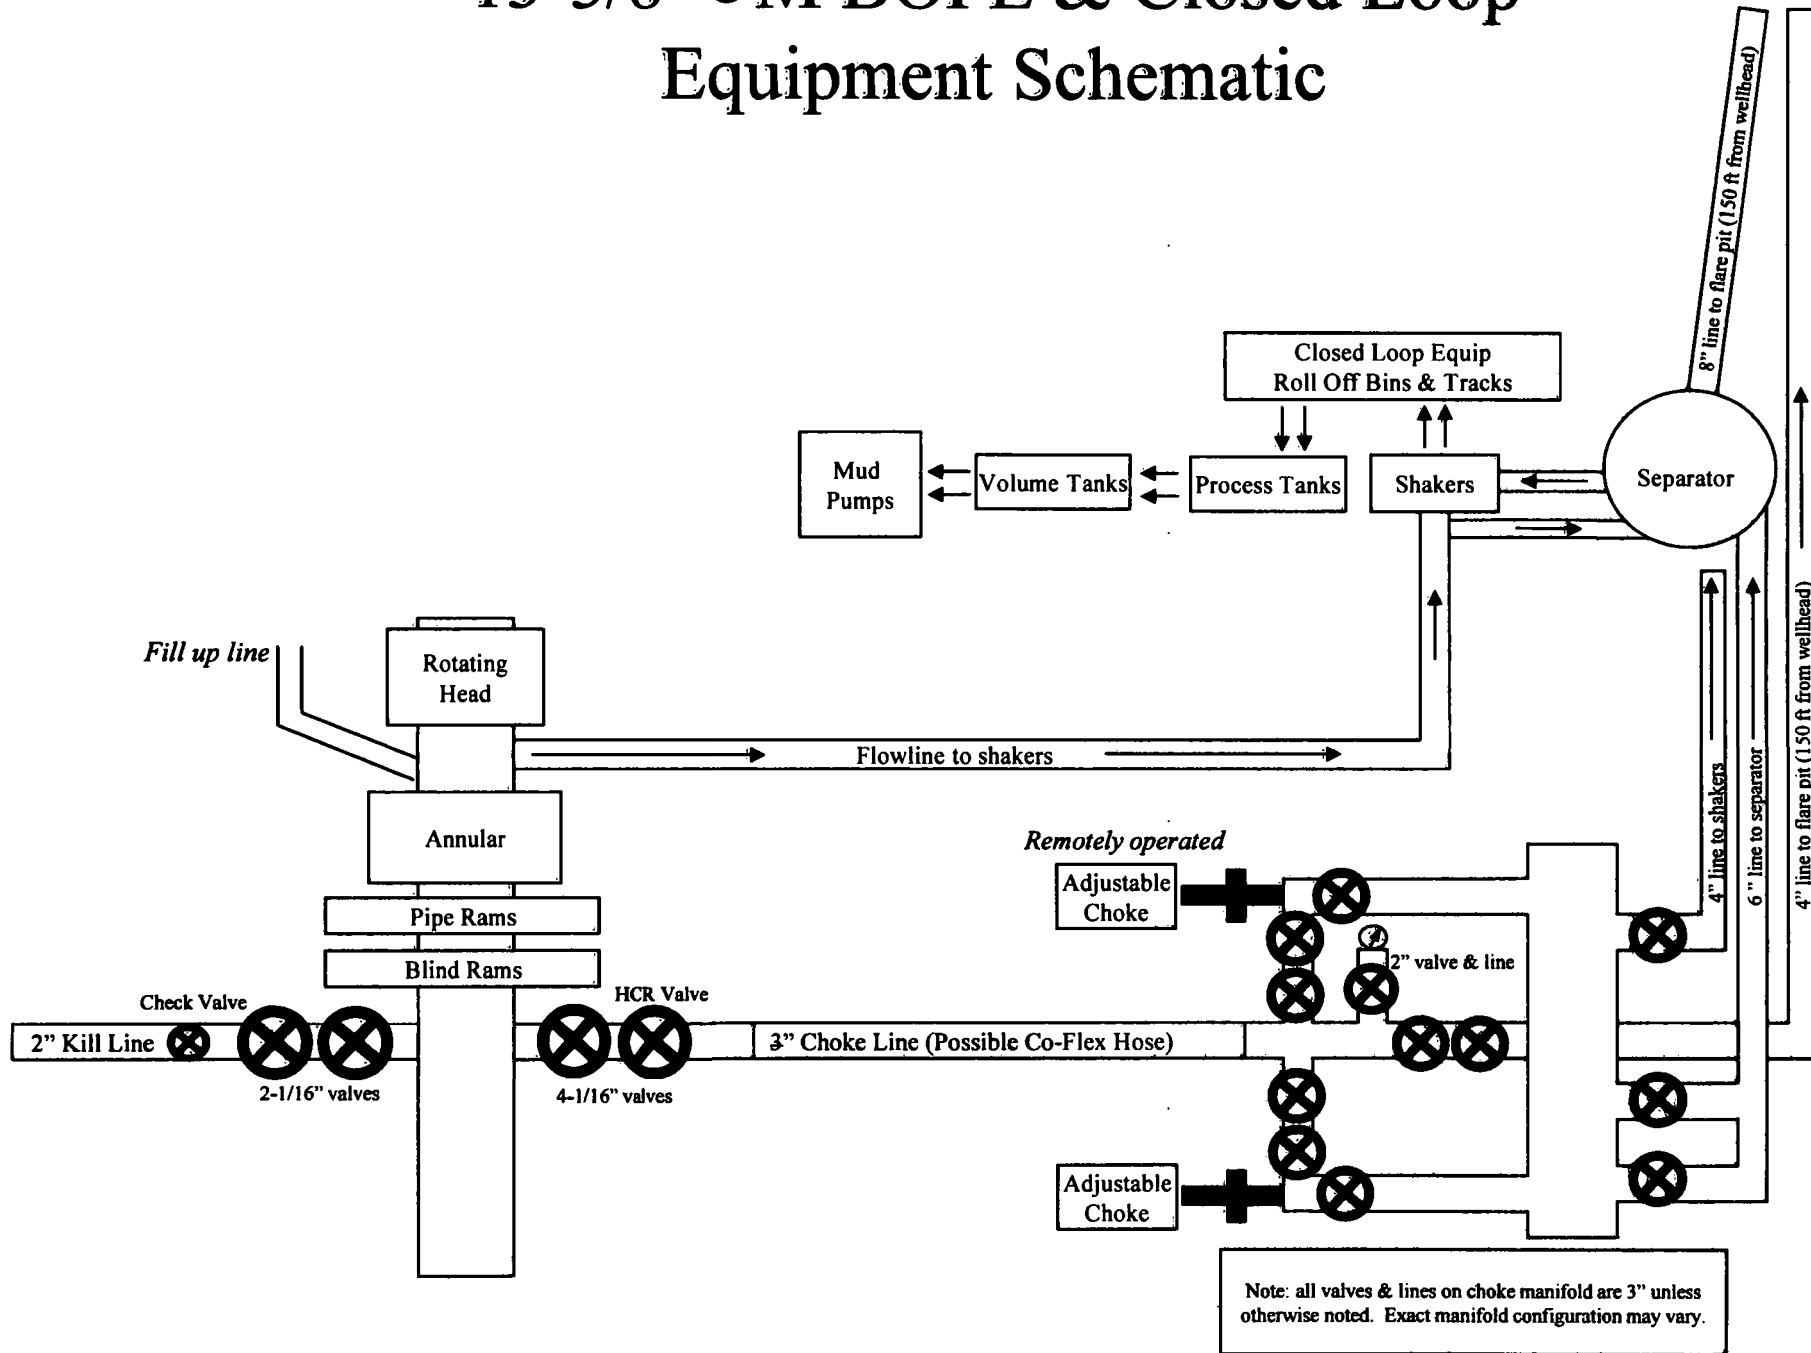 M BOPE & Closed Loop
Equipment Schematic
8” line to flare pit (150 ft from wellhead)
Closed Loop Equip
Roll Off Bins & Tracks
Mud
Pumps
Volume Tanks
Process Tanks
Shakers
Separator
Fill up line
Rotating
Head
Flowline to shakers
Annular
Pipe Rams
Blind Rams
Check Valve
HCR Valve
2” Kill Line
3” Choke Line (Possible Co-Flex Hose)
2-1/16” valves
4-1/16” valves
Remotely operated
Adjustable
Choke
2” valve & line
4” line to shakers
6 ” line to separator
4” line to flare pit (150 ft from wellhead)
Adjustable
Choke
Note: all valves & lines on choke manifold are 3” unless
otherwise noted. Exact manifold configuration may vary.